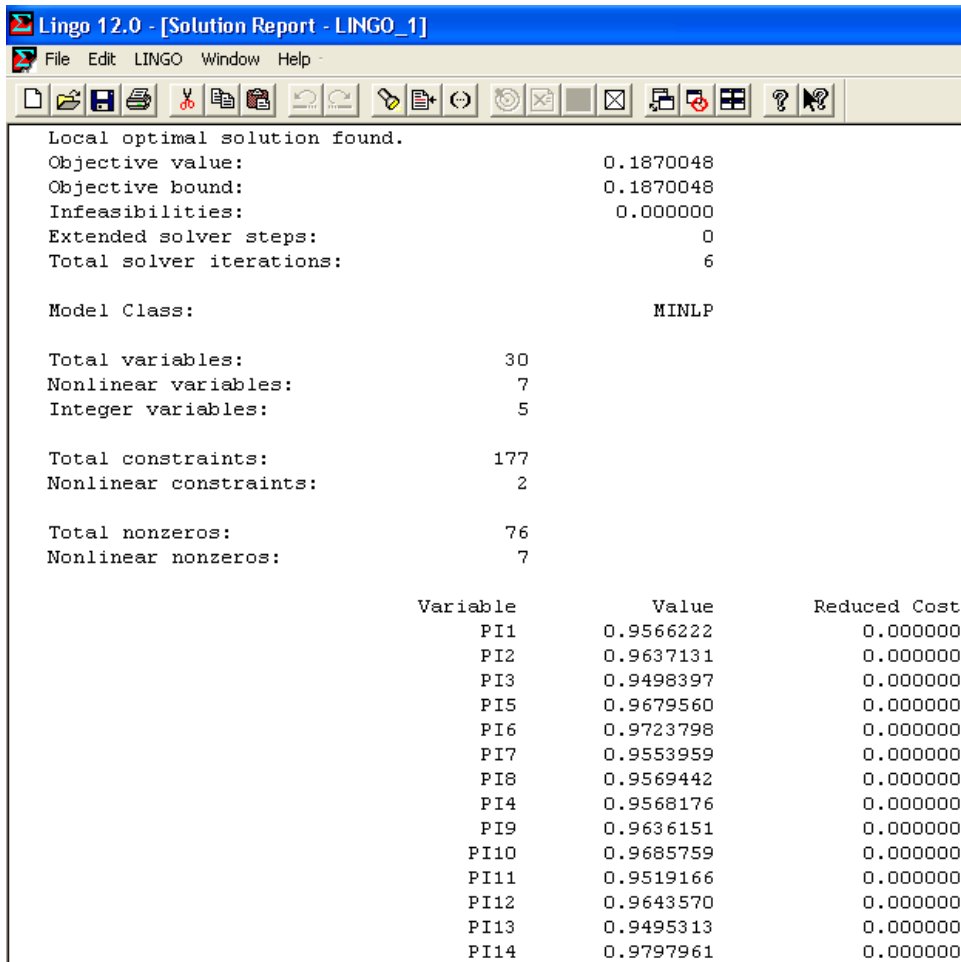 Lingo 12.0 - [Solution Report - LINGO_1]
File Edit LINGO Window Help
Local optimal solution found.
Objective value: 0.1870048
Objective bound: 0.1870048
Infeasibilities: 0.000000
Extended solver steps: 0
Total solver iterations: 6
Model Class: MINLP
Total variables: 30
Nonlinear variables: 7
Integer variables: 5
Total constraints: 177
Nonlinear constraints: 2
Total nonzeros: 76
Nonlinear nonzeros: 7
Variable Value Reduced Cost
PI1 0.9566222 0.000000
PI2 0.9637131 0.000000
PI3 0.9498397 0.000000
PI5 0.9679560 0.000000
PI6 0.9723798 0.000000
PI7 0.9553959 0.000000
PI8 0.9569442 0.000000
PI4 0.9568176 0.000000
PI9 0.9636151 0.000000
PI10 0.9685759 0.000000
PI11 0.9519166 0.000000
PI12 0.9643570 0.000000
PI13 0.9495313 0.000000
PI14 0.9797961 0.000000